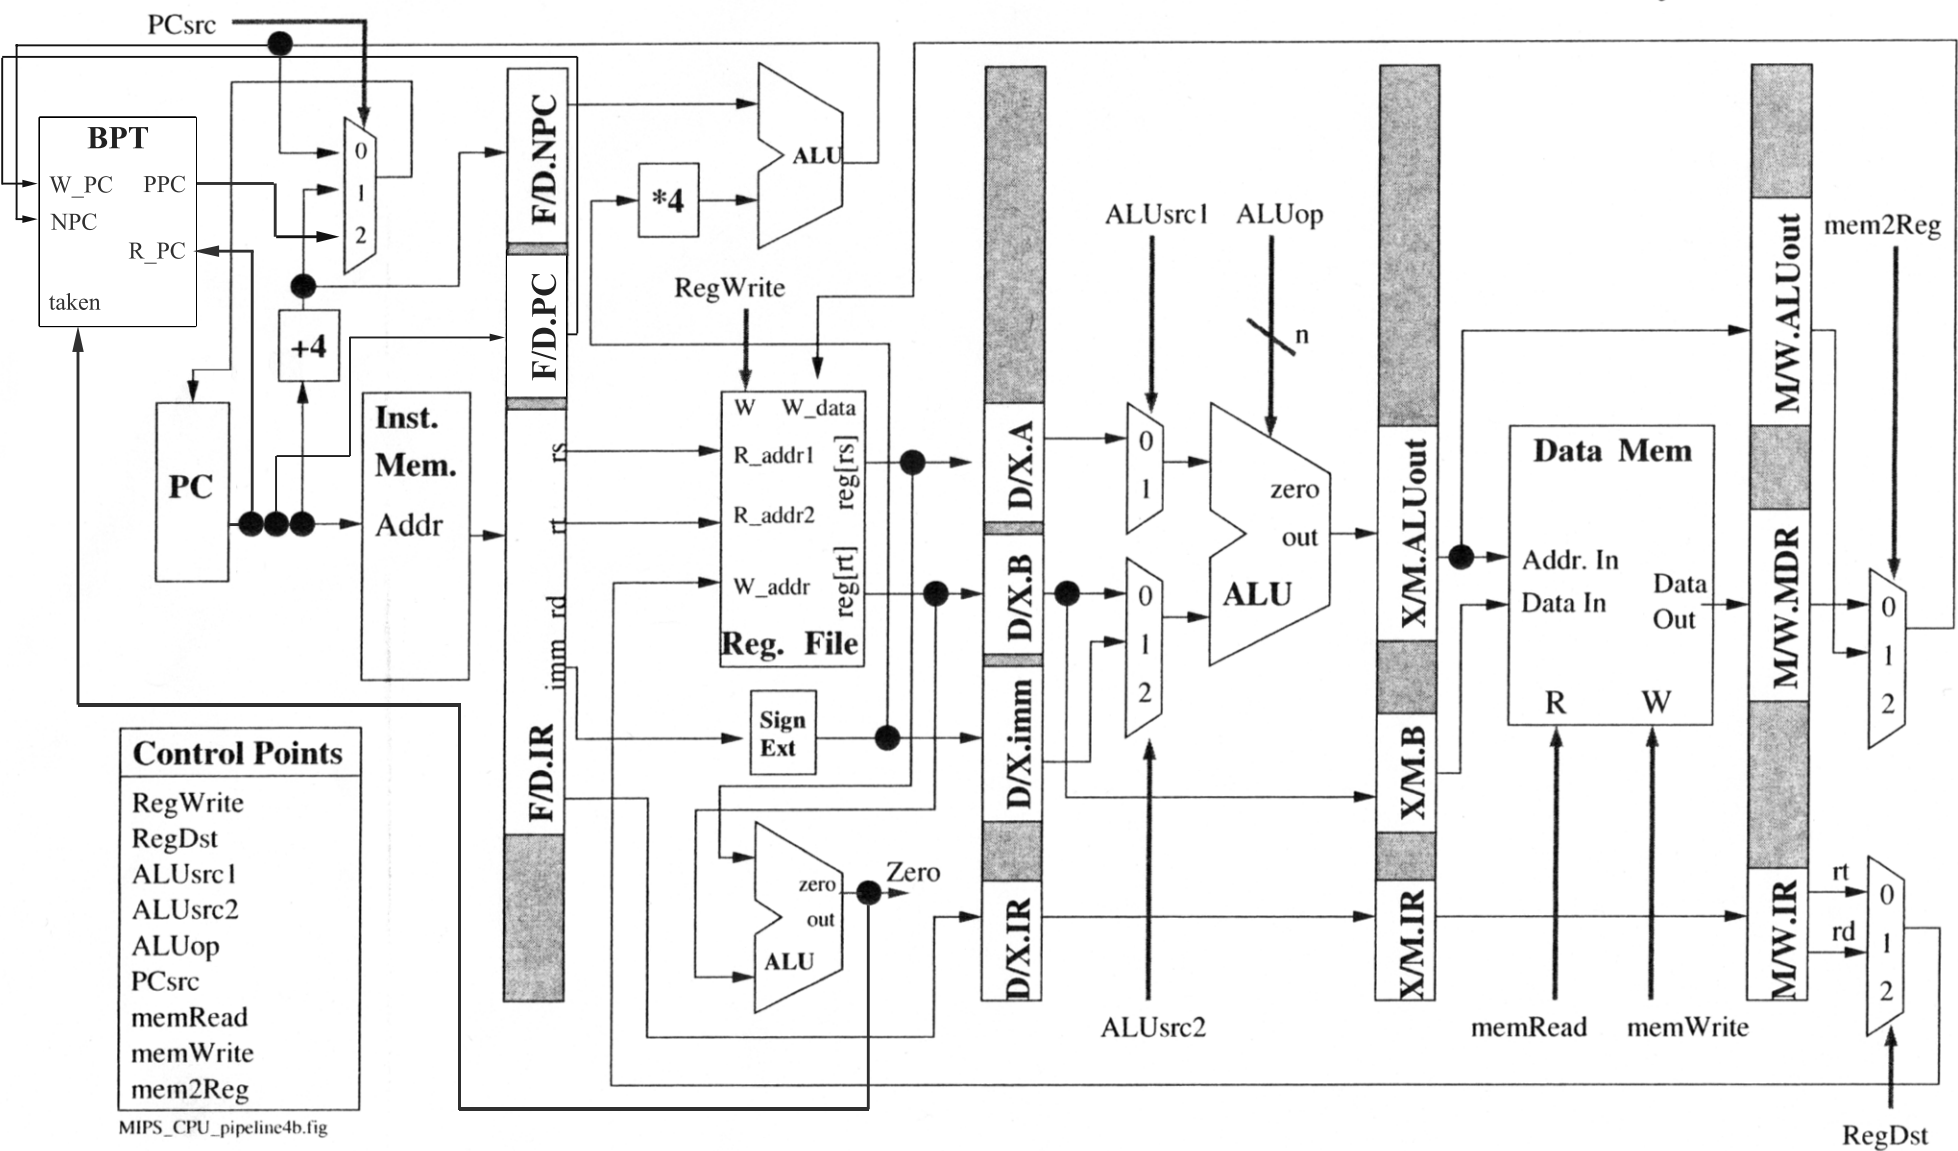 PCsrc
BPT
W_PC PPC
NPC
R_PC
taken
0
1
2
+4
PC
Inst.
Mem.
Addr
F/D.NPC
F/D.PC
F/D.IR
rs
rt
rd
imm
*4
ALU
RegWrite
W W_data
R_addr1
R_addr2
W_addr
reg[rs]
reg[rt]
Reg. File
Sign
Ext
zero
out
ALU
Zero
D/X.A
D/X.B
D/X.imm
D/X.IR
ALUsrc1
ALUop
n
0
1
0
1
2
zero
out
ALU
ALUsrc2
X/M.ALUout
X/M.B
X/M.IR
Data Mem
Addr. In
Data In
Data
Out
R W
memRead
memWrite
M/W.ALUout
M/W.MDR
M/W.IR
mem2Reg
0
1
2
rt
rd
0
1
2
RegDst
Control Points
RegWrite
RegDst
ALUsrc1
ALUsrc2
ALUop
PCsrc
memRead
memWrite
mem2Reg
MIPS_CPU_pipeline4b.fig